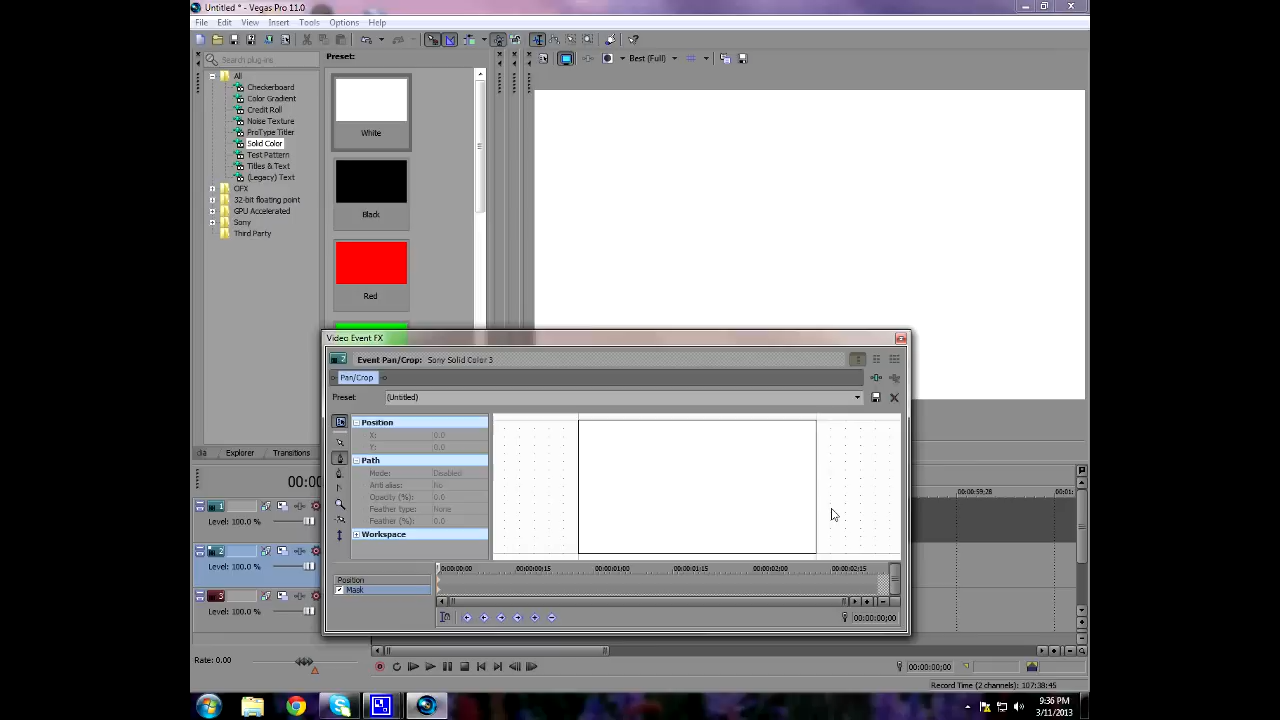 Untitled * - Vegas Pro 11.0
File Edit View Insert Tools Options Help
Search plug-ins
Preset:
Best (Full)
All
Checkerboard
Color Gradient
Credit Roll
Noise Texture
ProType Titler
Solid Color
Test Pattern
Titles & Text
(Legacy) Text
OFX
32-bit floating point
GPU Accelerated
Sony
Third Party
White
Black
Red
Video Event FX
Event Pan/Crop: Sony Solid Color 3
Pan/Crop
Preset: (Untitled)
Position
X: 0.0
Y: 0.0
Path
Mode: Disabled
Anti alias: No
Opacity (%): 0.0
Feather type: None
Feather (%): 0.0
Workspace
Position
Mask
0:00:00:00 00:00:00:15 00:00:01:00 00:00:01:15 00:00:02:00 00:00:02:15
00:00:00;00
dia Explorer Transitions
00:00
00:00:59;28 00:01:
1
Level: 100.0 %
2
Level: 100.0 %
3
Level: 100.0 %
Rate: 0.00
00:00:00;00
Record Time (2 channels): 107:38:45
9:36 PM
3/11/2013